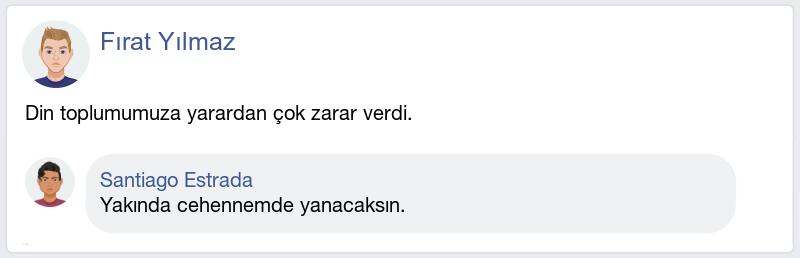 Fırat Yılmaz
Din toplumumuza yarardan çok zarar verdi.
Santiago Estrada
Yakında cehennemde yanacaksın.